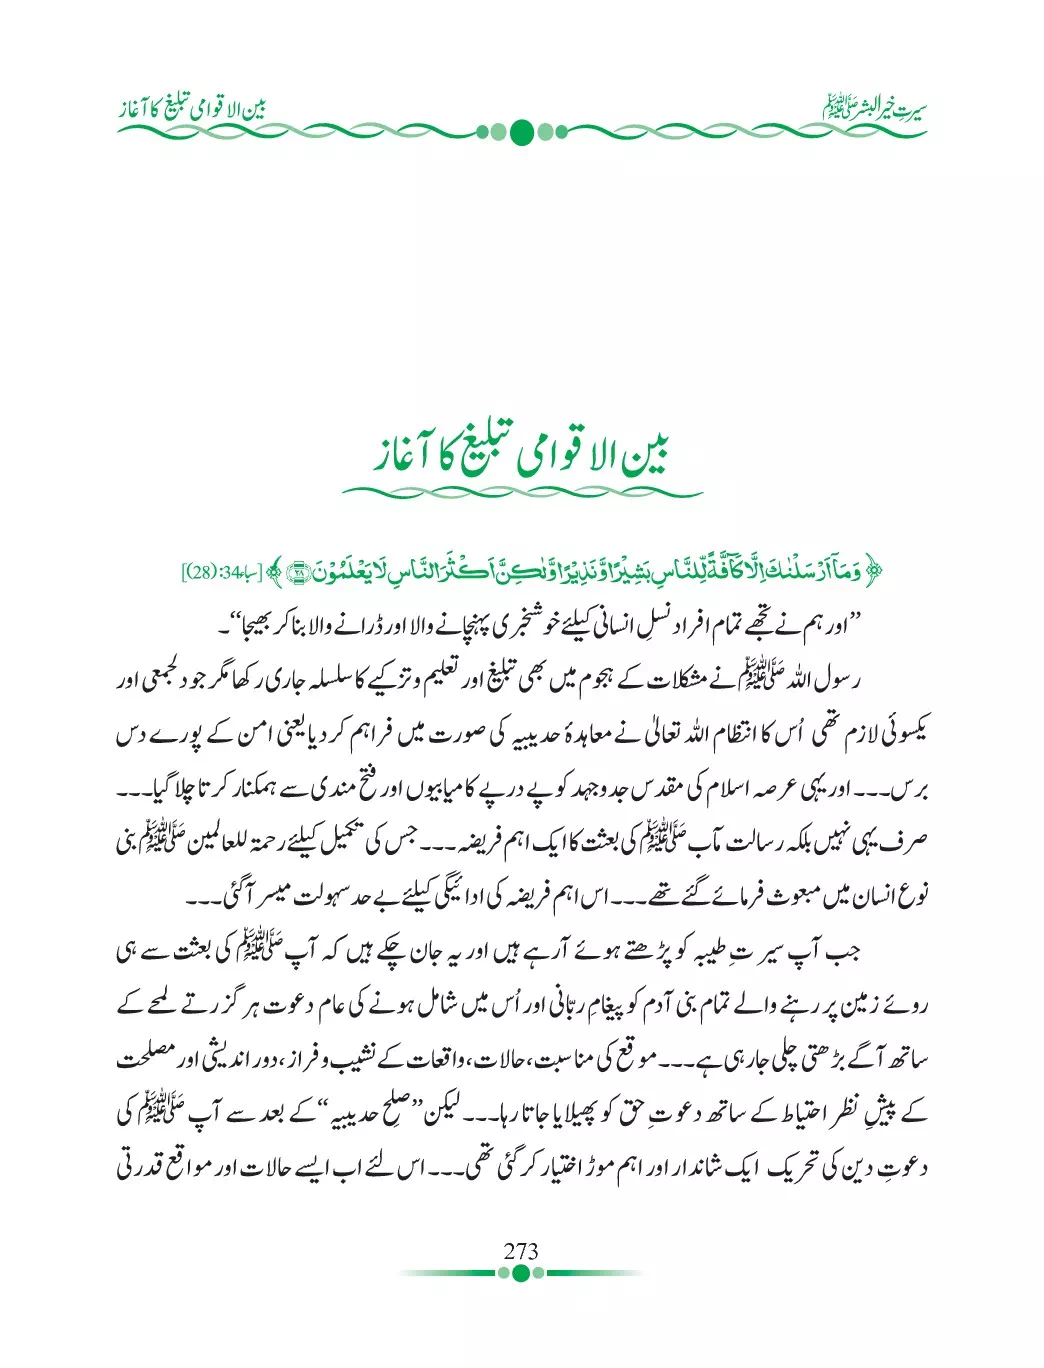 سیرتِ خیر البشر ﷺ
بین الاقوامی تبلیغ کا آغاز
بین الاقوامی تبلیغ کا آغاز
﴿وَمَآ اَرْسَلْنٰكَ اِلَّا كَآفَّةً لِّلنَّاسِ بَشِيْرًا وَّنَذِيْرًا وَّلٰكِنَّ اَكْثَرَ النَّاسِ لَا يَعْلَمُوْنَ ۝۲۸﴾ [سباء34:(28)]
”اور ہم نے تجھے تمام افراد نسلِ انسانی کیلئے خوشخبری پہنچانے والا اور ڈرانے والا بنا کر بھیجا“۔
رسول اللہ ﷺ نے مشکلات کے ہجوم میں بھی تبلیغ اور تعلیم و تزکیے کا سلسلہ جاری رکھا مگر جو دلجمعی اور
یکسوئی لازم تھی اُس کا انتظام اللہ تعالیٰ نے معاہدۂ حدیبیہ کی صورت میں فراہم کر دیا یعنی امن کے پورے دس
برس۔۔۔ اور یہی عرصہ اسلام کی مقدس جدوجہد کو پے درپے کامیابیوں اور فتح مندی سے ہمکنار کرتا چلا گیا۔۔۔
صرف یہی نہیں بلکہ رسالت مآب ﷺ کی بعثت کا ایک اہم فریضہ۔۔۔ جس کی تکمیل کیلئے رحمۃ للعالمین ﷺ بنی
نوع انسان میں مبعوث فرمائے گئے تھے۔۔۔ اس اہم فریضہ کی ادائیگی کیلئے بے حد سہولت میسر آگئی۔۔۔
جب آپ سیرتِ طیبہ کو پڑھتے ہوئے آرہے ہیں اور یہ جان چکے ہیں کہ آپ ﷺ کی بعثت سے ہی
روئے زمین پر رہنے والے تمام بنی آدم کو پیغامِ ربّانی اور اُس میں شامل ہونے کی عام دعوت ہر گزرتے لمحے کے
ساتھ آگے بڑھتی چلی جارہی ہے۔۔۔ موقع کی مناسبت، حالات، واقعات کے نشیب و فراز، دور اندیشی اور مصلحت
کے پیشِ نظر احتیاط کے ساتھ دعوتِ حق کو پھیلایا جاتا رہا۔۔۔ لیکن ”صلح حدیبیہ“ کے بعد سے آپ ﷺ کی
دعوتِ دین کی تحریک ایک شاندار اور اہم موڑ اختیار کر گئی تھی۔۔۔ اس لئے اب ایسے حالات اور مواقع قدرتی
273